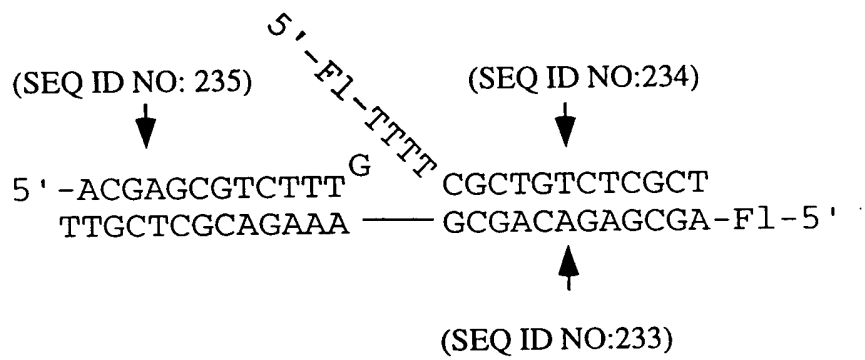 5'-Fl-TTTT
(SEQ ID NO: 235)
(SEQ ID NO:234)
5'-ACGAGCGTCTTT
G
CGCTGTCTCGCT
TTGCTCGCAGAAA
GCGACAGAGCGA-Fl-5'
(SEQ ID NO:233)